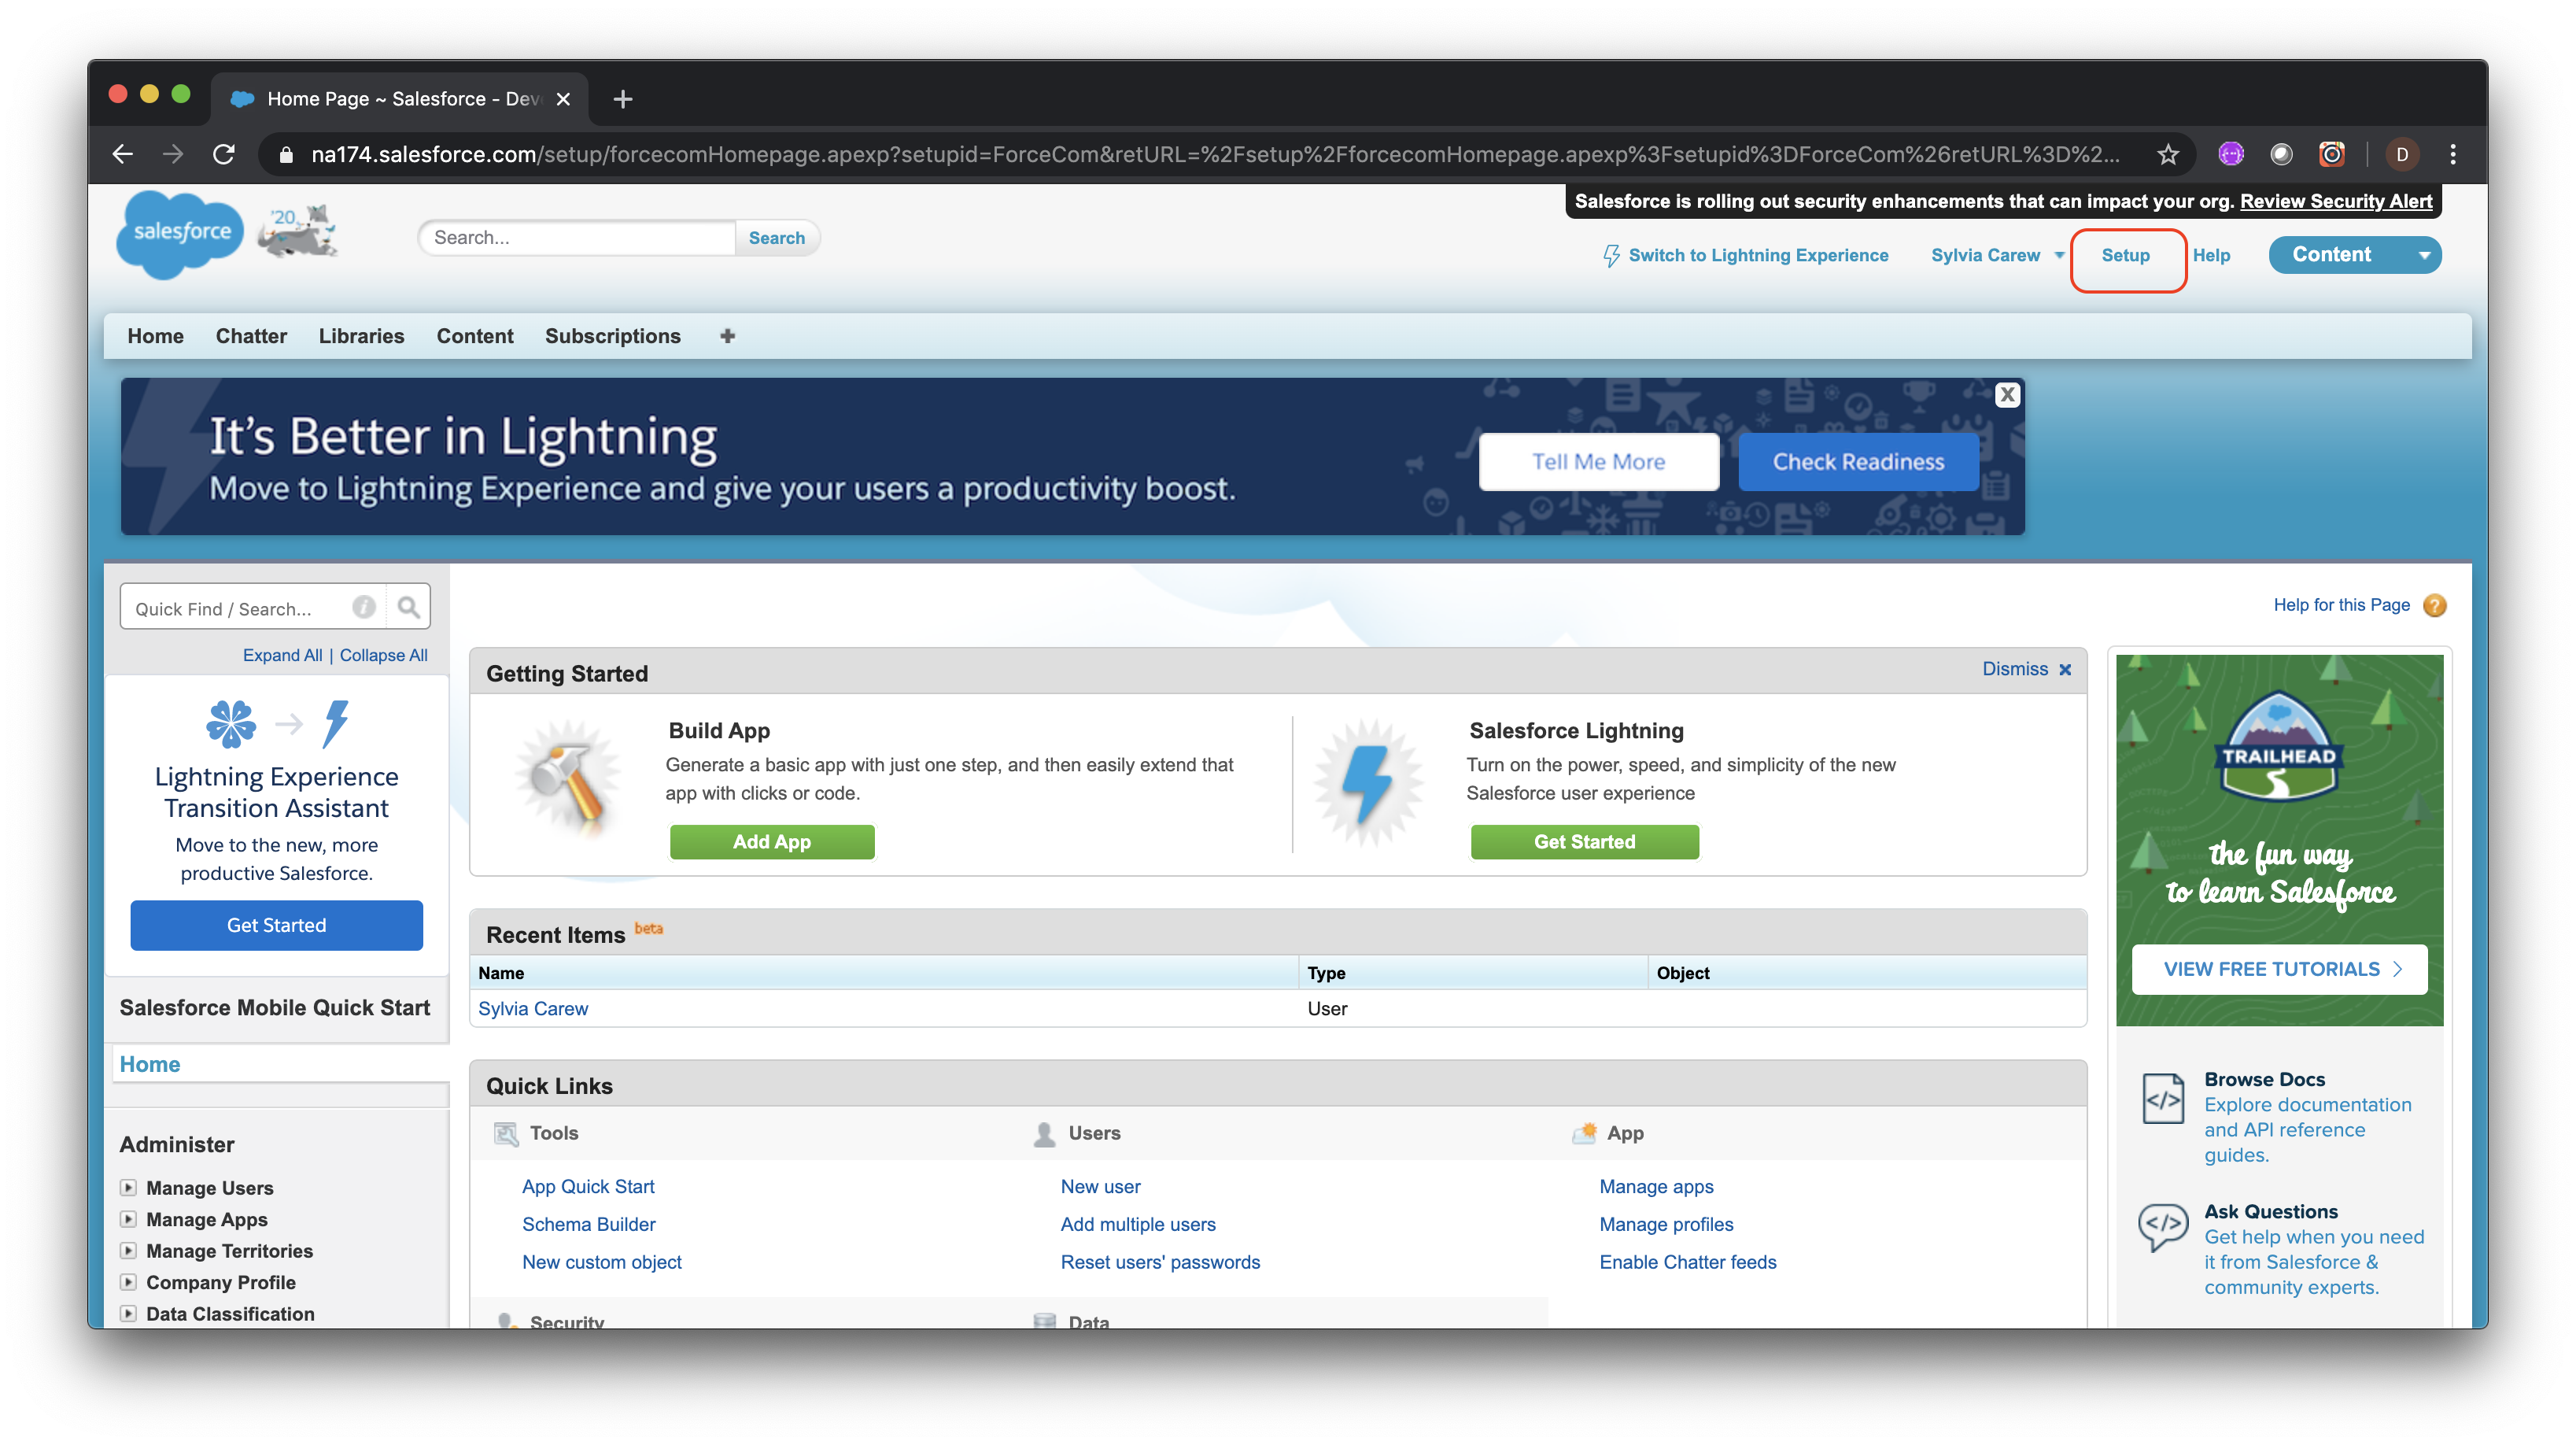 Home Page ~ Salesforce - Dev
na174.salesforce.com/setup/forcecomHomepage.apexp?setupid=ForceCom&retURL=%2Fsetup%2FforcecomHomepage.apexp%3Fsetupid%3DForceCom%26retURL%3D%2...
D
Salesforce is rolling out security enhancements that can impact your org. Review Security Alert
salesforce
'20
Search...
Search
Switch to Lightning Experience
Sylvia Carew
Setup
Help
Content
Home
Chatter
Libraries
Content
Subscriptions
It's Better in Lightning
Move to Lightning Experience and give your users a productivity boost.
Tell Me More
Check Readiness
X
Quick Find / Search...
Expand All | Collapse All
Lightning Experience
Transition Assistant
Move to the new, more
productive Salesforce.
Get Started
Salesforce Mobile Quick Start
Home
Administer
Manage Users
Manage Apps
Manage Territories
Company Profile
Data Classification
Help for this Page
Getting Started
Dismiss
Build App
Generate a basic app with just one step, and then easily extend that
app with clicks or code.
Add App
Salesforce Lightning
Turn on the power, speed, and simplicity of the new
Salesforce user experience
Get Started
Recent Items beta
Name
Type
Object
Sylvia Carew
User
Quick Links
Tools
Users
App
App Quick Start
New user
Manage apps
Schema Builder
Add multiple users
Manage profiles
New custom object
Reset users' passwords
Enable Chatter feeds
Security
Data
TRAILHEAD
the fun way
to learn Salesforce
VIEW FREE TUTORIALS
Browse Docs
Explore documentation
and API reference
guides.
Ask Questions
Get help when you need
it from Salesforce &
community experts.